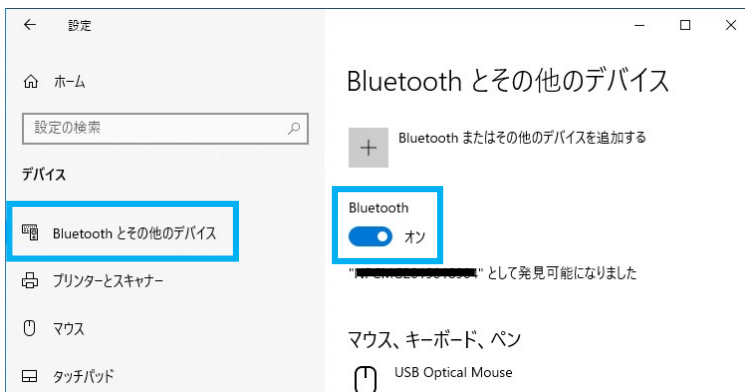 設定
ホーム
設定の検索
デバイス
Bluetooth とその他のデバイス
プリンターとスキャナー
マウス
タッチパッド
Bluetooth とその他のデバイス
Bluetooth またはその他のデバイスを追加する
Bluetooth
オン
" " として発見可能になりました
マウス、キーボード、ペン
USB Optical Mouse